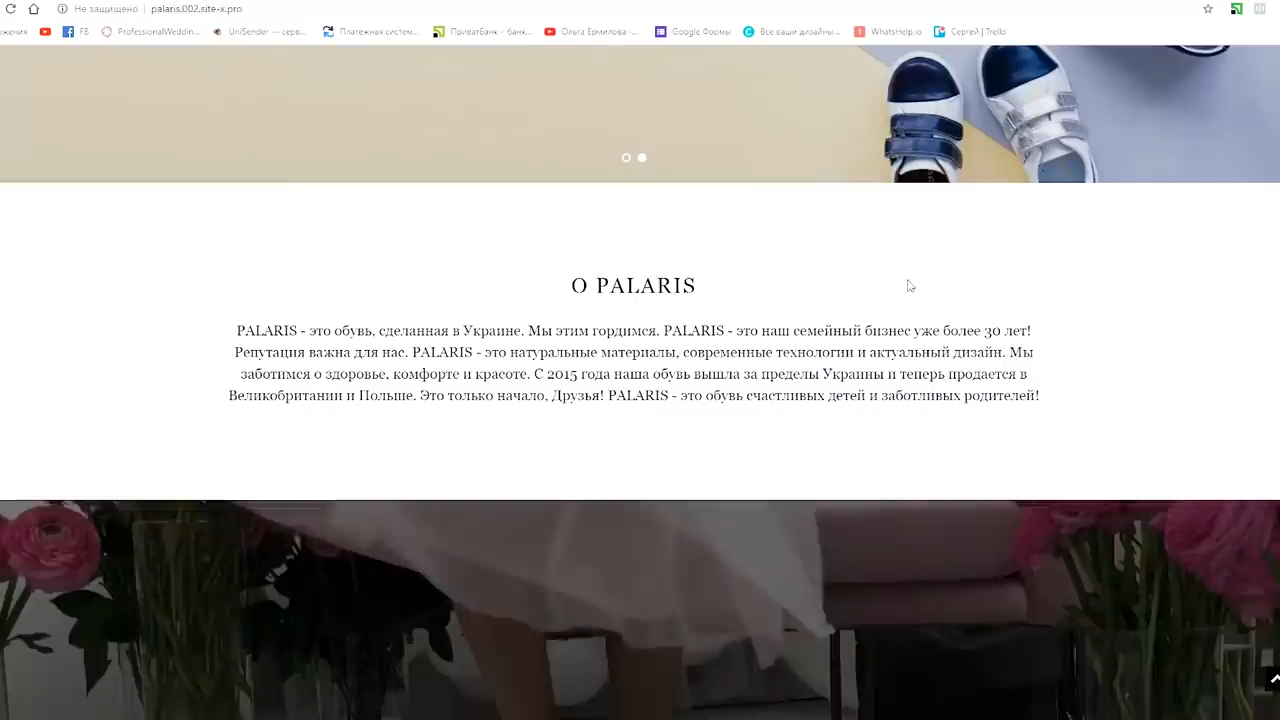 Не защищено palaris.002.site-x.pro
жения FB ProfessionalWeddin... UniSender — серв... Платежная систем... ПриватБанк – банк... Ольга Ермилова -... Google Формы Все ваши дизайны... WhatsHelp.io Сергей | Trello
О PALARIS
PALARIS - это обувь, сделанная в Украине. Мы этим гордимся. PALARIS - это наш семейный бизнес уже более 30 лет!
Репутация важна для нас. PALARIS - это натуральные материалы, современные технологии и актуальный дизайн. Мы
заботимся о здоровье, комфорте и красоте. С 2015 года наша обувь вышла за пределы Украины и теперь продается в
Великобритании и Польше. Это только начало, Друзья! PALARIS - это обувь счастливых детей и заботливых родителей!